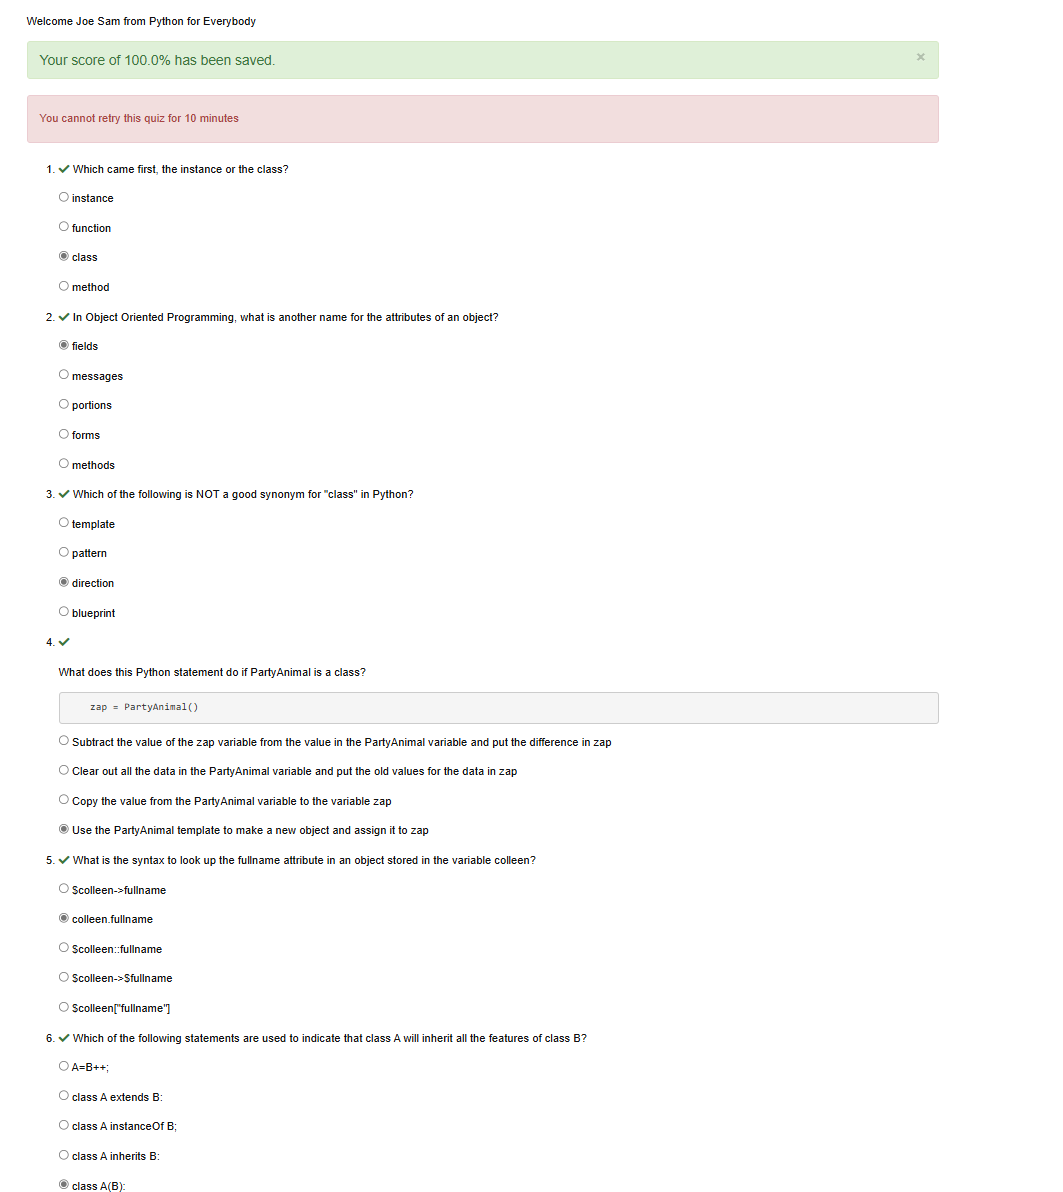 Welcome Joe Sam from Python for Everybody
Your score of 100.0% has been saved.
×
You cannot retry this quiz for 10 minutes
1. ✔ Which came first, the instance or the class?
instance
function
class
method
2. ✔ In Object Oriented Programming, what is another name for the attributes of an object?
fields
messages
portions
forms
methods
3. ✔ Which of the following is NOT a good synonym for "class" in Python?
template
pattern
direction
blueprint
4. ✔
What does this Python statement do if PartyAnimal is a class?
zap = PartyAnimal()
Subtract the value of the zap variable from the value in the PartyAnimal variable and put the difference in zap
Clear out all the data in the PartyAnimal variable and put the old values for the data in zap
Copy the value from the PartyAnimal variable to the variable zap
Use the PartyAnimal template to make a new object and assign it to zap
5. ✔ What is the syntax to look up the fullname attribute in an object stored in the variable colleen?
$colleen->fullname
colleen.fullname
$colleen::fullname
$colleen->$fullname
$colleen["fullname"]
6. ✔ Which of the following statements are used to indicate that class A will inherit all the features of class B?
A=B++;
class A extends B:
class A instanceOf B;
class A inherits B:
class A(B):